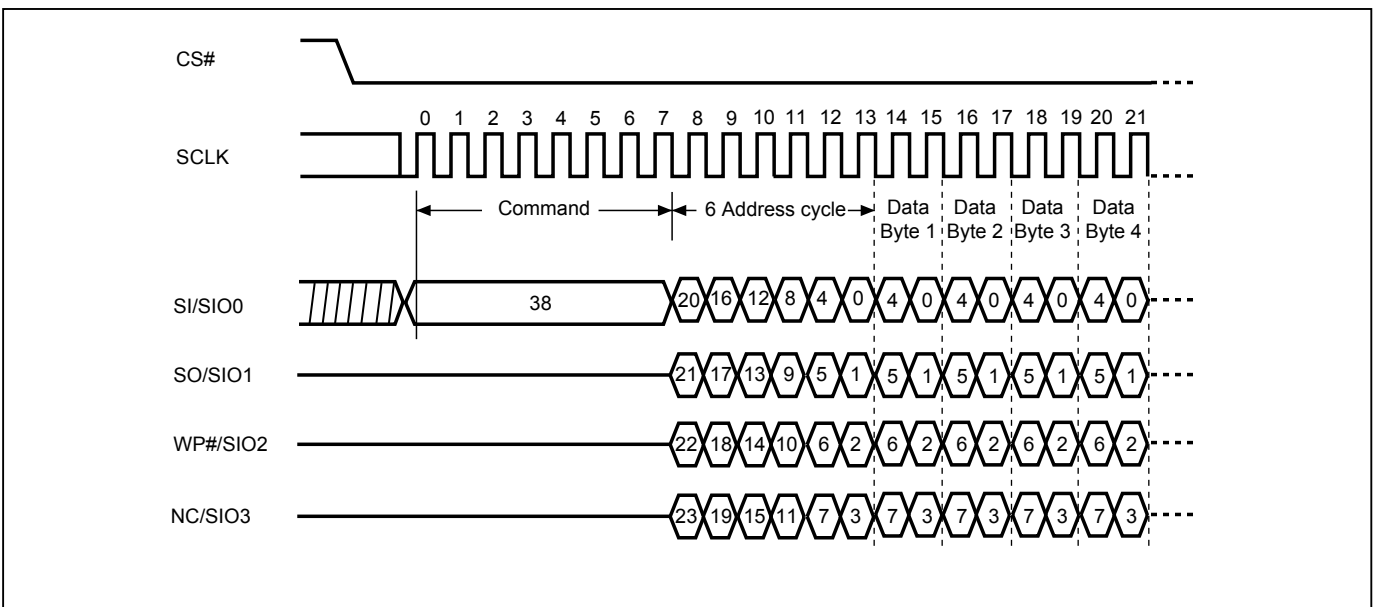 CS#
0 1 2 3 4 5 6 7 8 9 10 11 12 13 14 15 16 17 18 19 20 21
SCLK
Command 6 Address cycle Data Data Data Data
Byte 1 Byte 2 Byte 3 Byte 4
SI/SIO0 38 20 16 12 8 4 0 4 0 4 0 4 0 4 0
SO/SIO1 21 17 13 9 5 1 5 1 5 1 5 1 5 1
WP#/SIO2 22 18 14 10 6 2 6 2 6 2 6 2 6 2
NC/SIO3 23 19 15 11 7 3 7 3 7 3 7 3 7 3